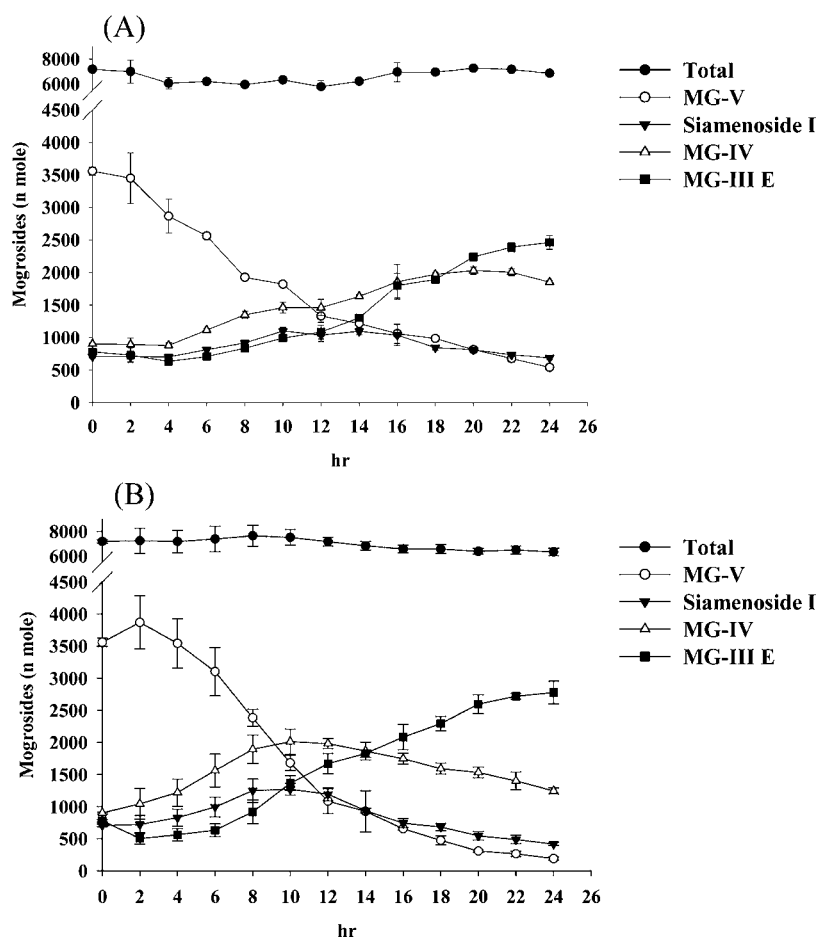 (A)
8000
6000
4500
4000
3500
3000
2500
2000
1500
1000
500
0
Mogrosides (n mole)
0 2 4 6 8 10 12 14 16 18 20 22 24 26
hr
Total
MG-V
Siamenoside I
MG-IV
MG-III E
(B)
8000
6000
4500
4000
3500
3000
2500
2000
1500
1000
500
0
Mogrosides (n mole)
0 2 4 6 8 10 12 14 16 18 20 22 24 26
hr
Total
MG-V
Siamenoside I
MG-IV
MG-III E